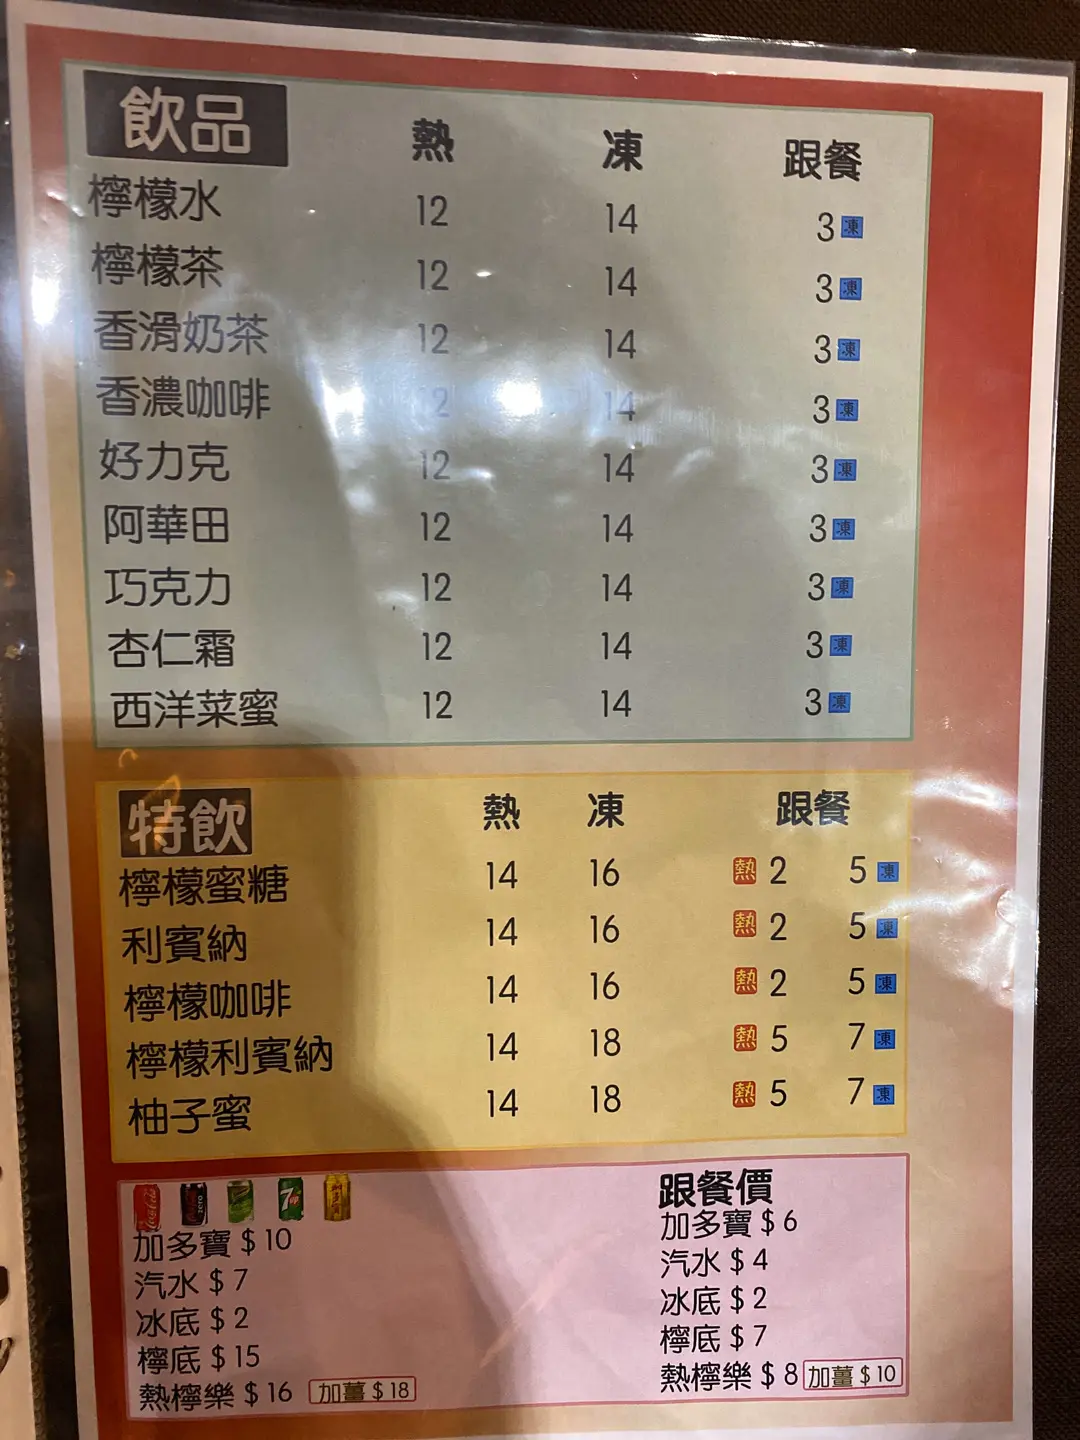 飲品 熱 凍 跟餐
檸檬水 12 14 3 凍
檸檬茶 12 14 3 凍
香滑奶茶 12 14 3 凍
香濃咖啡 12 14 3 凍
好力克 12 14 3 凍
阿華田 12 14 3 凍
巧克力 12 14 3 凍
杏仁霜 12 14 3 凍
西洋菜蜜 12 14 3 凍
特飲 熱 凍 跟餐
檸檬蜜糖 14 16 熱 2 5 凍
利賓納 14 16 熱 2 5 凍
檸檬咖啡 14 16 熱 2 5 凍
檸檬利賓納 14 18 熱 5 7 凍
柚子蜜 14 18 熱 5 7 凍
7up
加多寶 $10
汽水 $7
冰底 $2
檸底 $15
熱檸樂 $16 加薑 $18
跟餐價
加多寶 $6
汽水 $4
冰底 $2
檸底 $7
熱檸樂 $8 加薑 $10